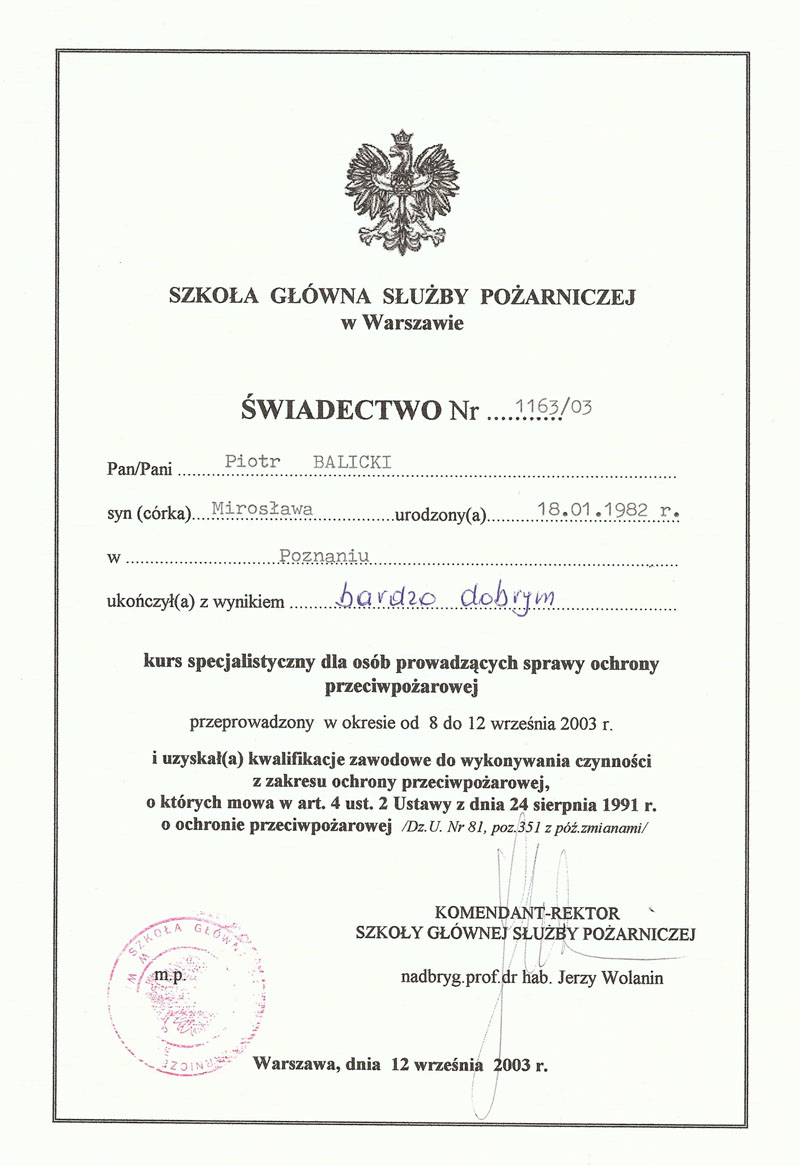 SZKOŁA GŁÓWNA SŁUŻBY POŻARNICZEJ
w Warszawie
ŚWIADECTWO Nr ....1163/03
Pan/Pani .... Piotr BALICKI ....
syn (córka)... Mirosława ....urodzony(a).... 18.01.1982 r.
w .... Poznaniu ....
ukończył(a) z wynikiem .... bardzo dobrym ....
kurs specjalistyczny dla osób prowadzących sprawy ochrony
przeciwpożarowej
przeprowadzony w okresie od 8 do 12 września 2003 r.
i uzyskał(a) kwalifikacje zawodowe do wykonywania czynności
z zakresu ochrony przeciwpożarowej,
o których mowa w art. 4 ust. 2 Ustawy z dnia 24 sierpnia 1991 r.
o ochronie przeciwpożarowej /Dz.U. Nr 81, poz.351 z póź.zmianami/
KOMENDANT-REKTOR
SZKOŁY GŁÓWNEJ SŁUŻBY POŻARNICZEJ
SZKOŁA
m.p.
nadbryg.prof.dr hab. Jerzy Wolanin
Warszawa, dnia 12 września 2003 r.